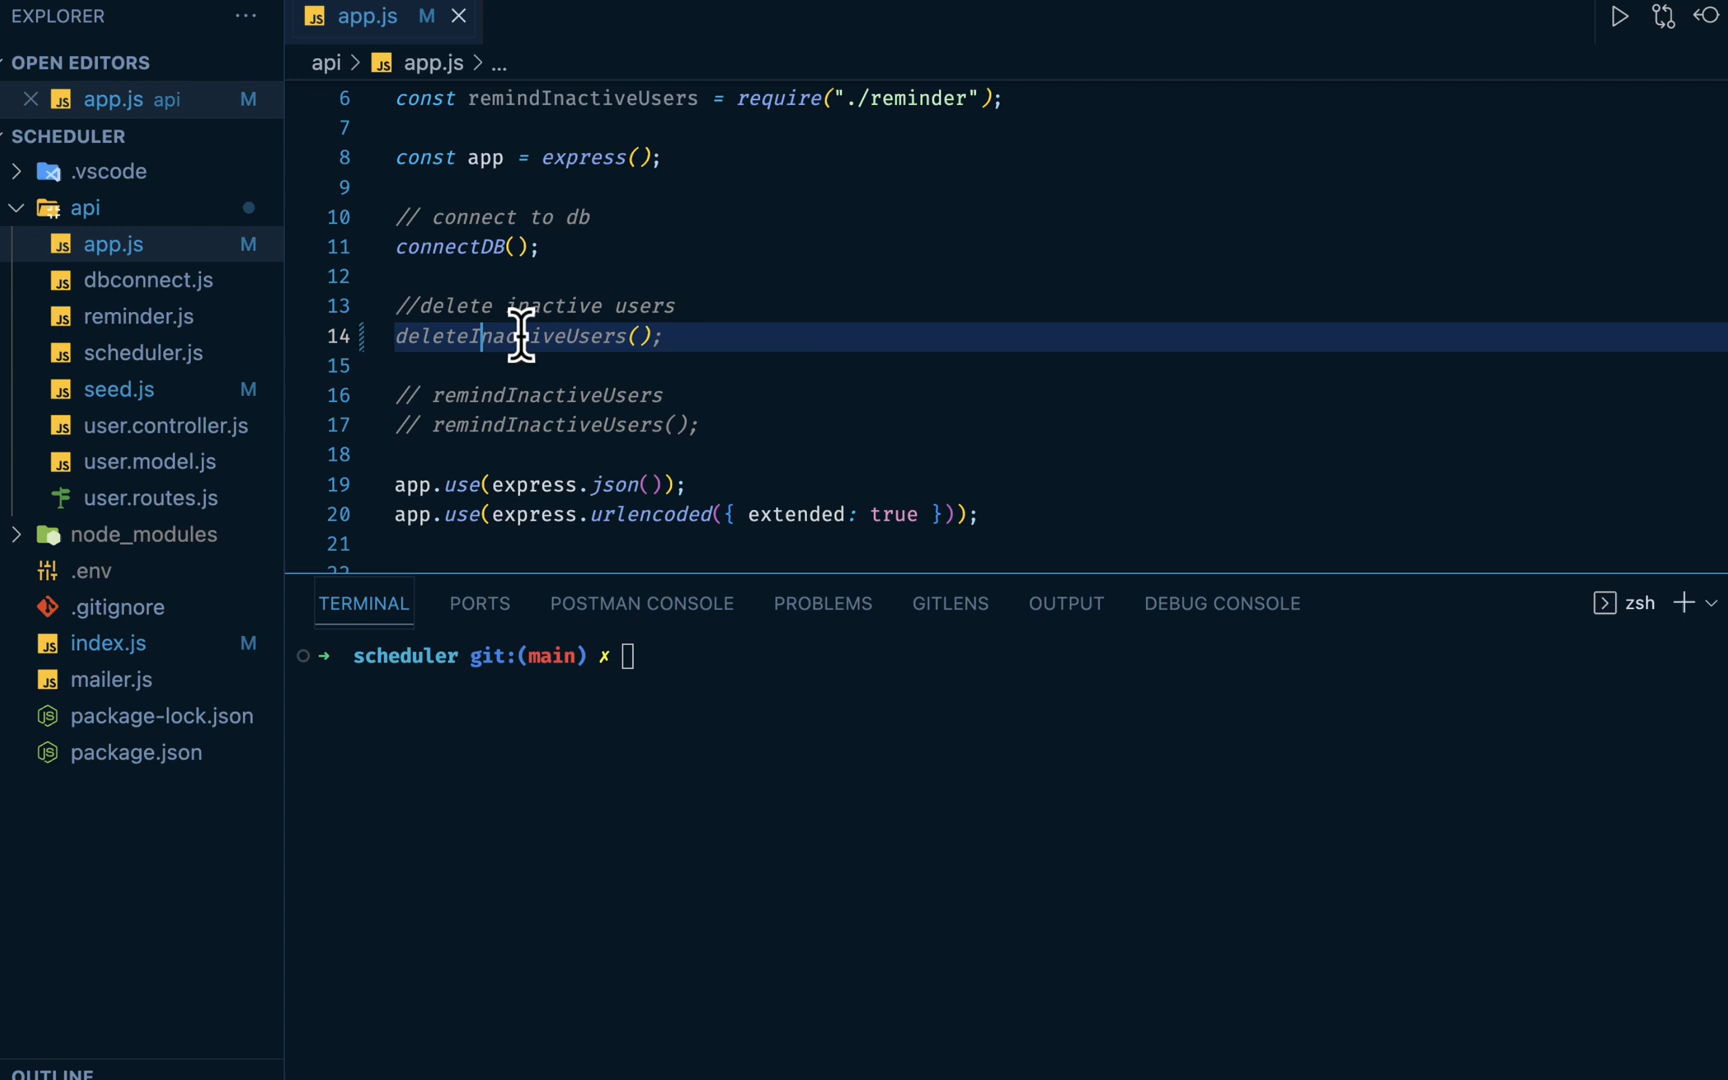 EXPLORER
OPEN EDITORS
app.js api M
SCHEDULER
.vscode
api
app.js M
dbconnect.js
reminder.js
scheduler.js
seed.js M
user.controller.js
user.model.js
user.routes.js
node_modules
.env
.gitignore
index.js M
mailer.js
package-lock.json
package.json
OUTLINE
app.js M
api > app.js > ...
6 const remindInactiveUsers = require("./reminder");
7
8 const app = express();
9
10 // connect to db
11 connectDB();
12
13 //delete inactive users
14 deleteInactiveUsers();
15
16 // remindInactiveUsers
17 // remindInactiveUsers();
18
19 app.use(express.json());
20 app.use(express.urlencoded({ extended: true }));
21
22
TERMINAL PORTS POSTMAN CONSOLE PROBLEMS GITLENS OUTPUT DEBUG CONSOLE zsh
→ scheduler git:(main) ✗